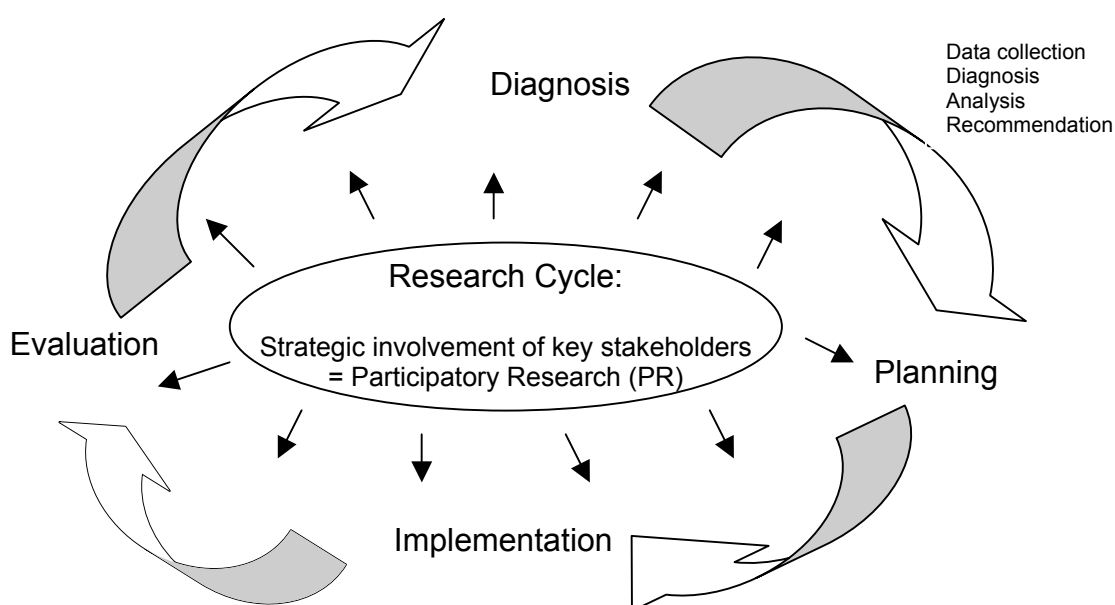 Diagnosis
Data collection
Diagnosis
Analysis
Recommendation
Research Cycle:
Strategic involvement of key stakeholders
= Participatory Research (PR)
Evaluation
Planning
Implementation